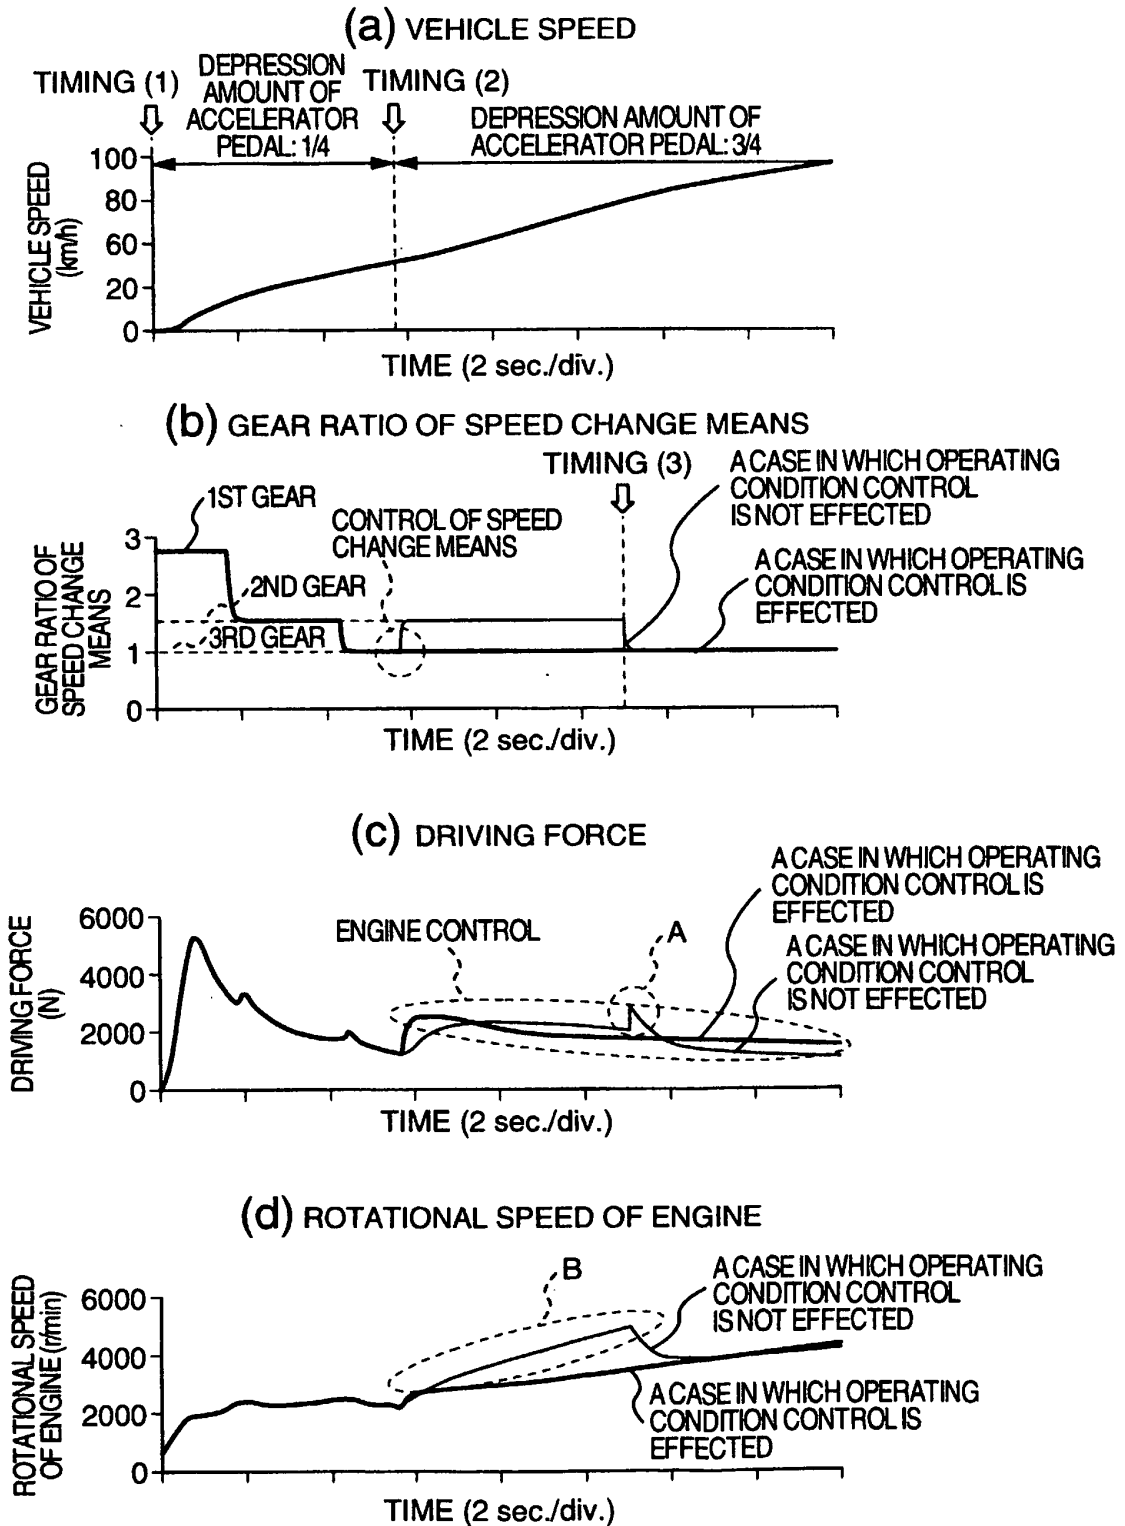 (a) VEHICLE SPEED
TIMING (1)
DEPRESSION
AMOUNT OF
ACCELERATOR
PEDAL: 1/4
TIMING (2)
DEPRESSION AMOUNT OF
ACCELERATOR PEDAL: 3/4
VEHICLE SPEED
(km/h)
100
80
60
20
0
TIME (2 sec./div.)
(b) GEAR RATIO OF SPEED CHANGE MEANS
TIMING (3)
A CASE IN WHICH OPERATING
CONDITION CONTROL
IS NOT EFFECTED
1ST GEAR
CONTROL OF SPEED
CHANGE MEANS
A CASE IN WHICH OPERATING
CONDITION CONTROL IS
EFFECTED
2ND GEAR
3RD GEAR
GEAR RATIO OF
SPEED CHANGE
MEANS
3
2
1
0
TIME (2 sec./div.)
(c) DRIVING FORCE
A CASE IN WHICH OPERATING
CONDITION CONTROL IS
EFFECTED
ENGINE CONTROL
A
A CASE IN WHICH OPERATING
CONDITION CONTROL
IS NOT EFFECTED
DRIVING FORCE
(N)
6000
4000
2000
0
TIME (2 sec./div.)
(d) ROTATIONAL SPEED OF ENGINE
B
A CASE IN WHICH OPERATING
CONDITION CONTROL
IS NOT EFFECTED
A CASE IN WHICH OPERATING
CONDITION CONTROL IS
EFFECTED
ROTATIONAL SPEED
OF ENGINE (r/min)
6000
4000
2000
0
TIME (2 sec./div.)